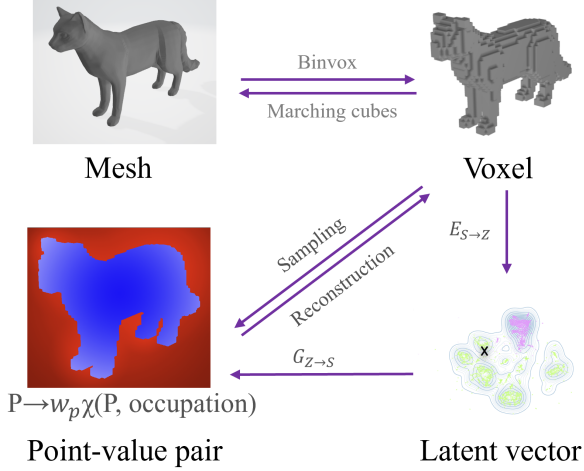 Binvox
Marching cubes
Mesh
Voxel
Sampling
Reconstruction
E_{S→Z}
x
G_{Z→S}
P→w_pχ(P, occupation)
Point-value pair
Latent vector